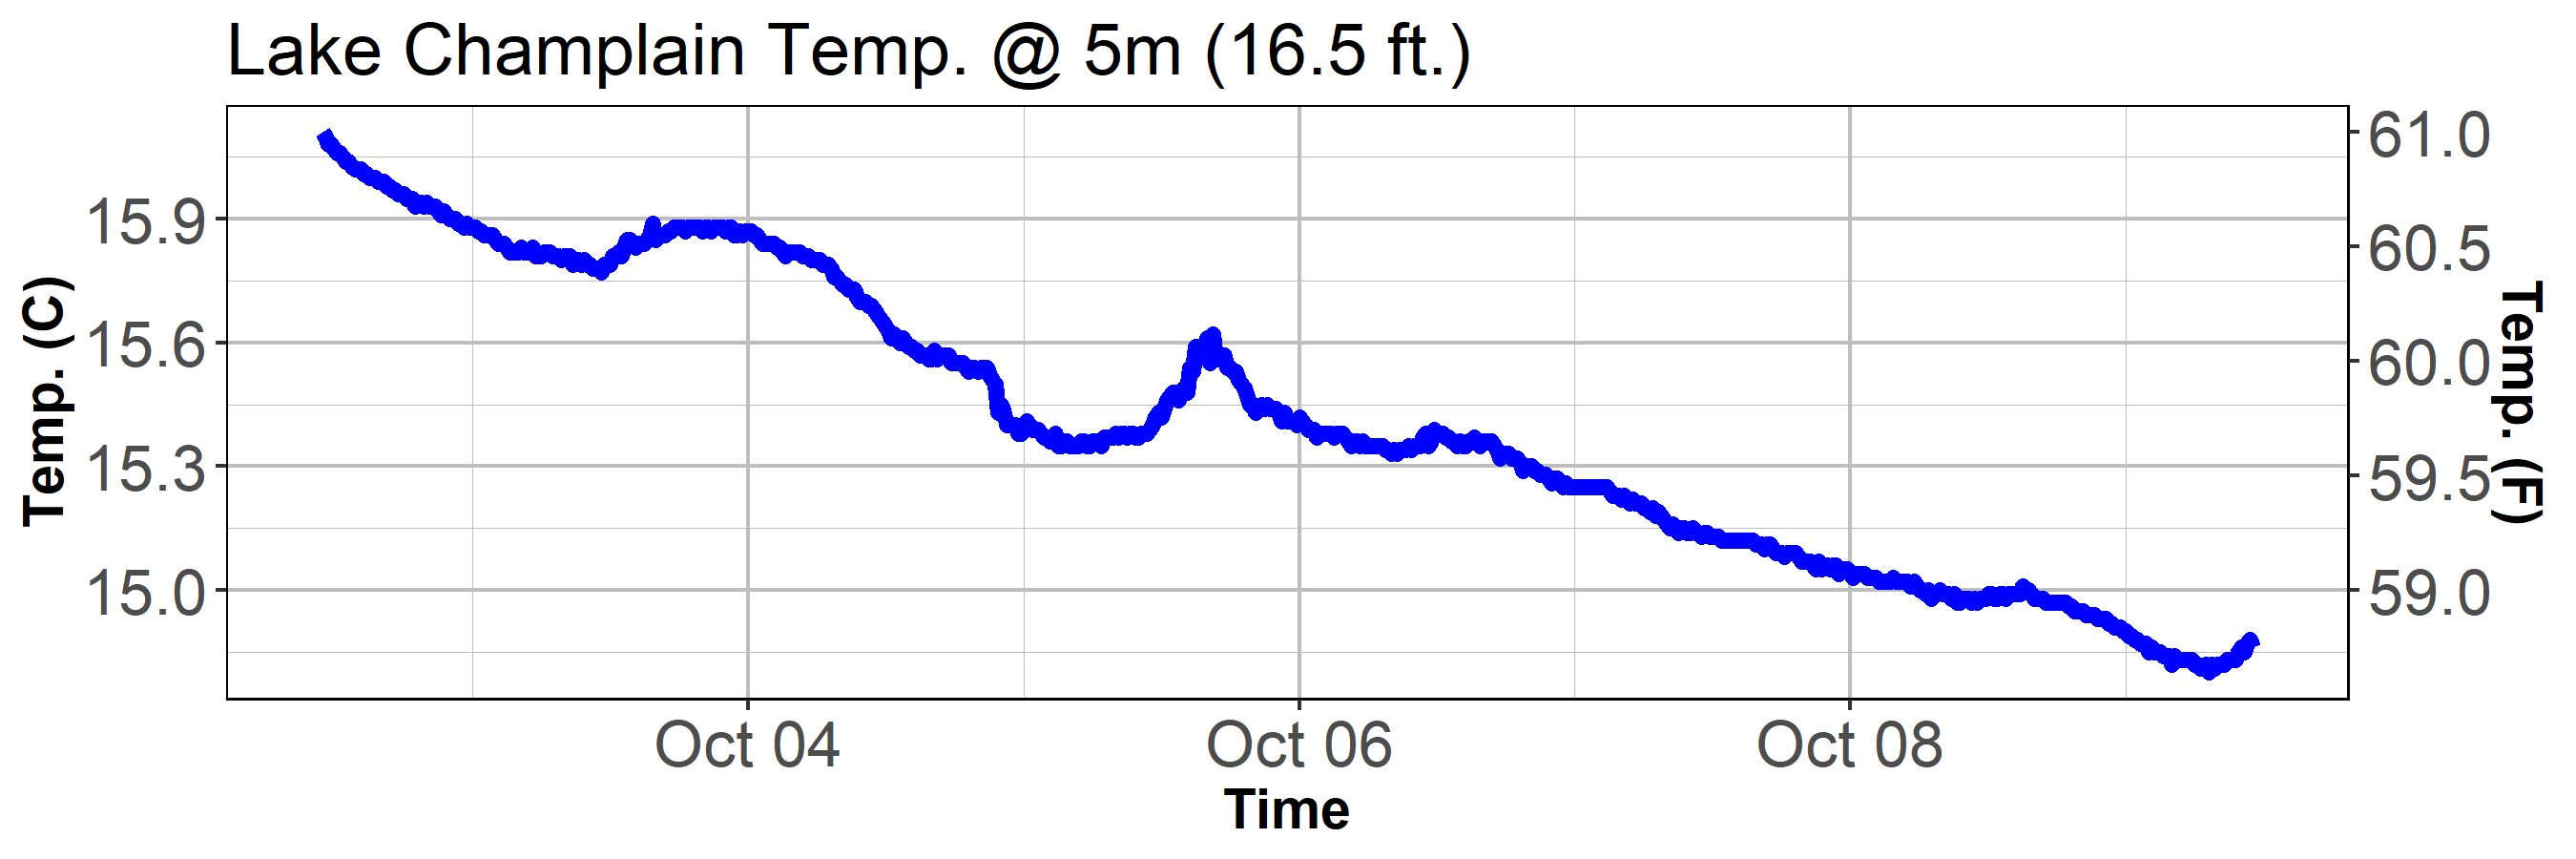 Lake Champlain Temp. @ 5m (16.5 ft.)
Temp. (C)
15.9
15.6
15.3
15.0
61.0
60.5
60.0
59.5
59.0
Temp. (F)
Oct 04
Oct 06
Oct 08
Time